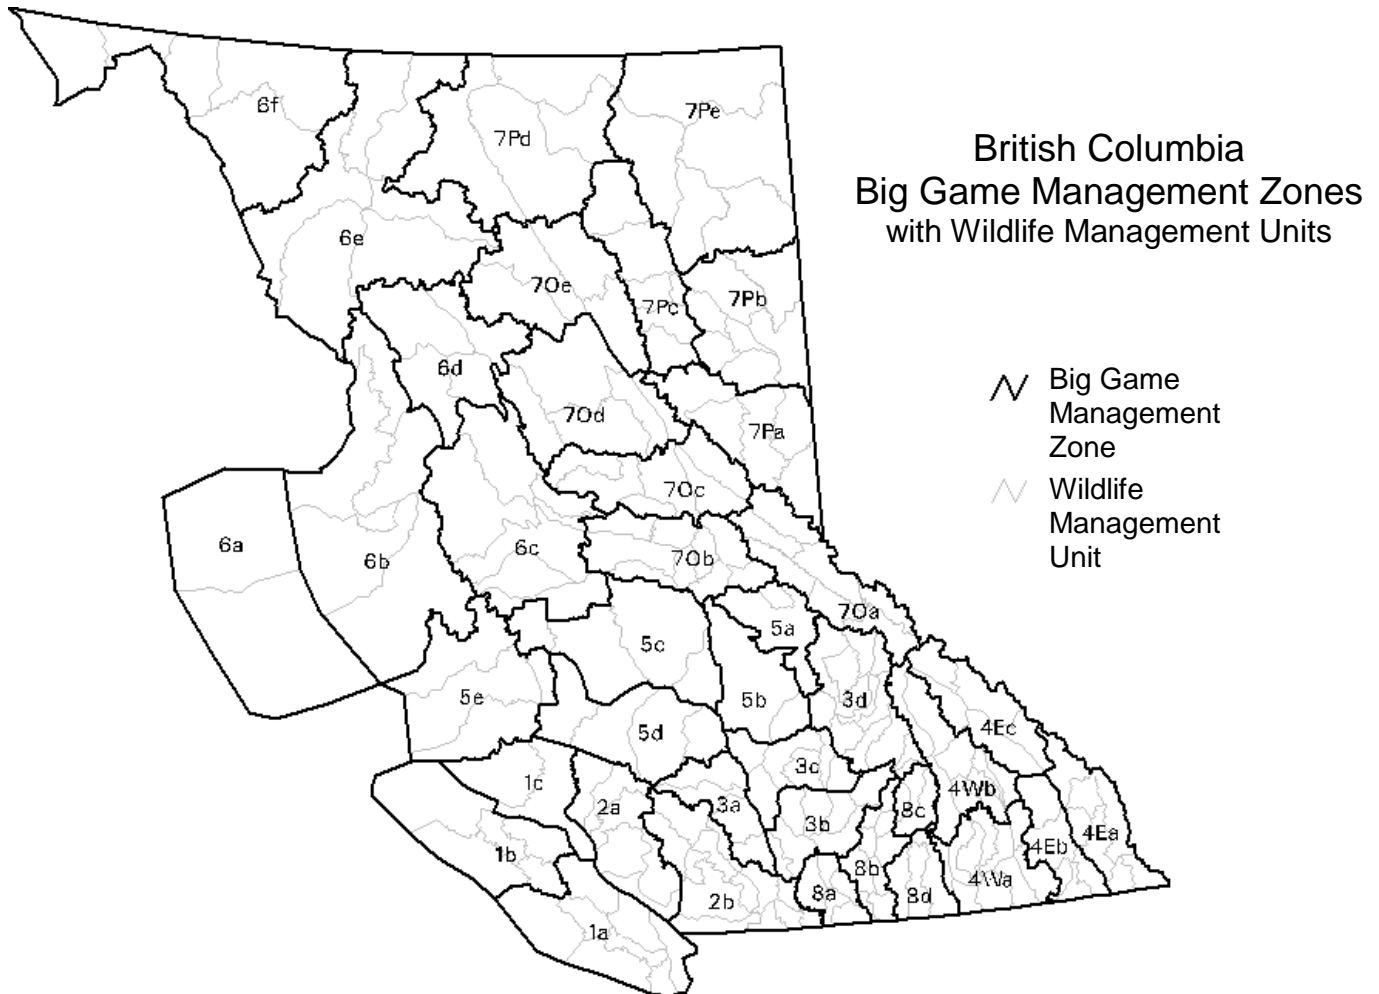 British Columbia
Big Game Management Zones
with Wildlife Management Units
Big Game
Management
Zone
Wildlife
Management
Unit
6f
7Pe
7Pd
6e
7Oe
7Pc
7Pb
6d
7Od
7Pa
7Oc
6a
6b
6c
7Ob
7Oa
5a
5c
5e
5b
3d
5d
4Ec
1c
3c
2a
3a
8c
4Wb
3b
1b
4Eb
4Ea
8b
2b
8a
8d
4Wa
1a